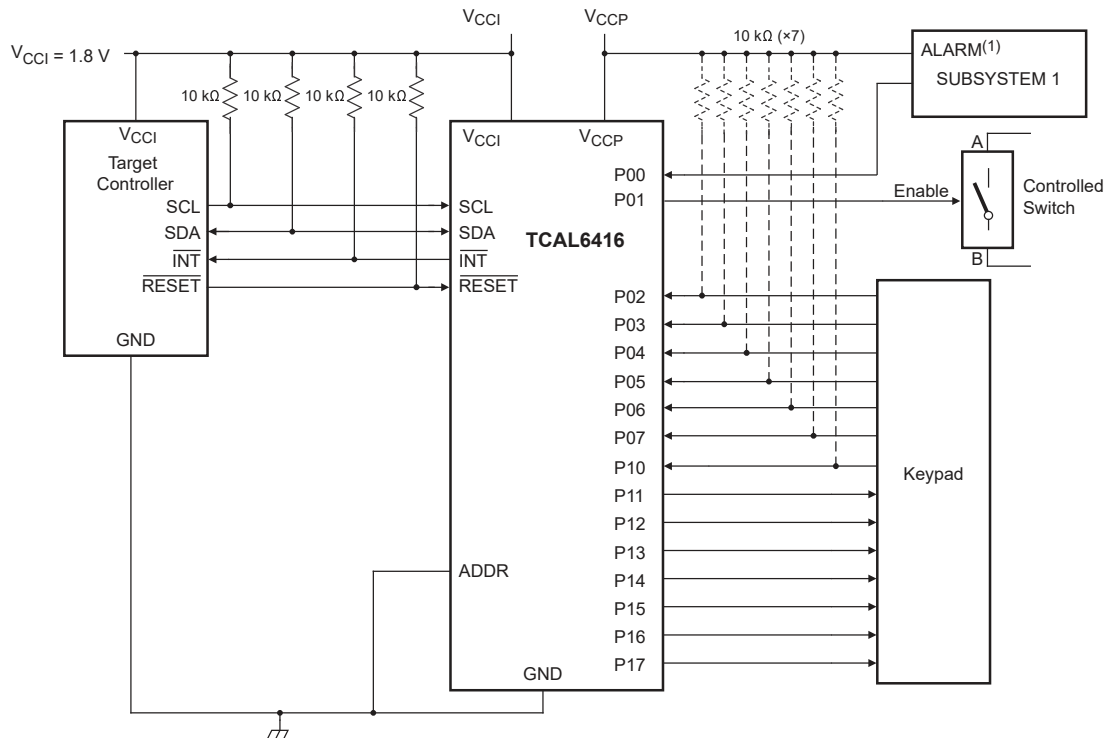 VCCI
VCCP
VCCI = 1.8 V
10 kΩ (×7)
ALARM(1)
SUBSYSTEM 1
10 kΩ
10 kΩ
10 kΩ
10 kΩ
VCCI
Target
Controller
SCL
SDA
INT
RESET
GND
VCCI
VCCP
SCL
SDA
INT
RESET
TCAL6416
ADDR
GND
P00
P01
P02
P03
P04
P05
P06
P07
P10
P11
P12
P13
P14
P15
P16
P17
Enable
A
B
Controlled
Switch
Keypad